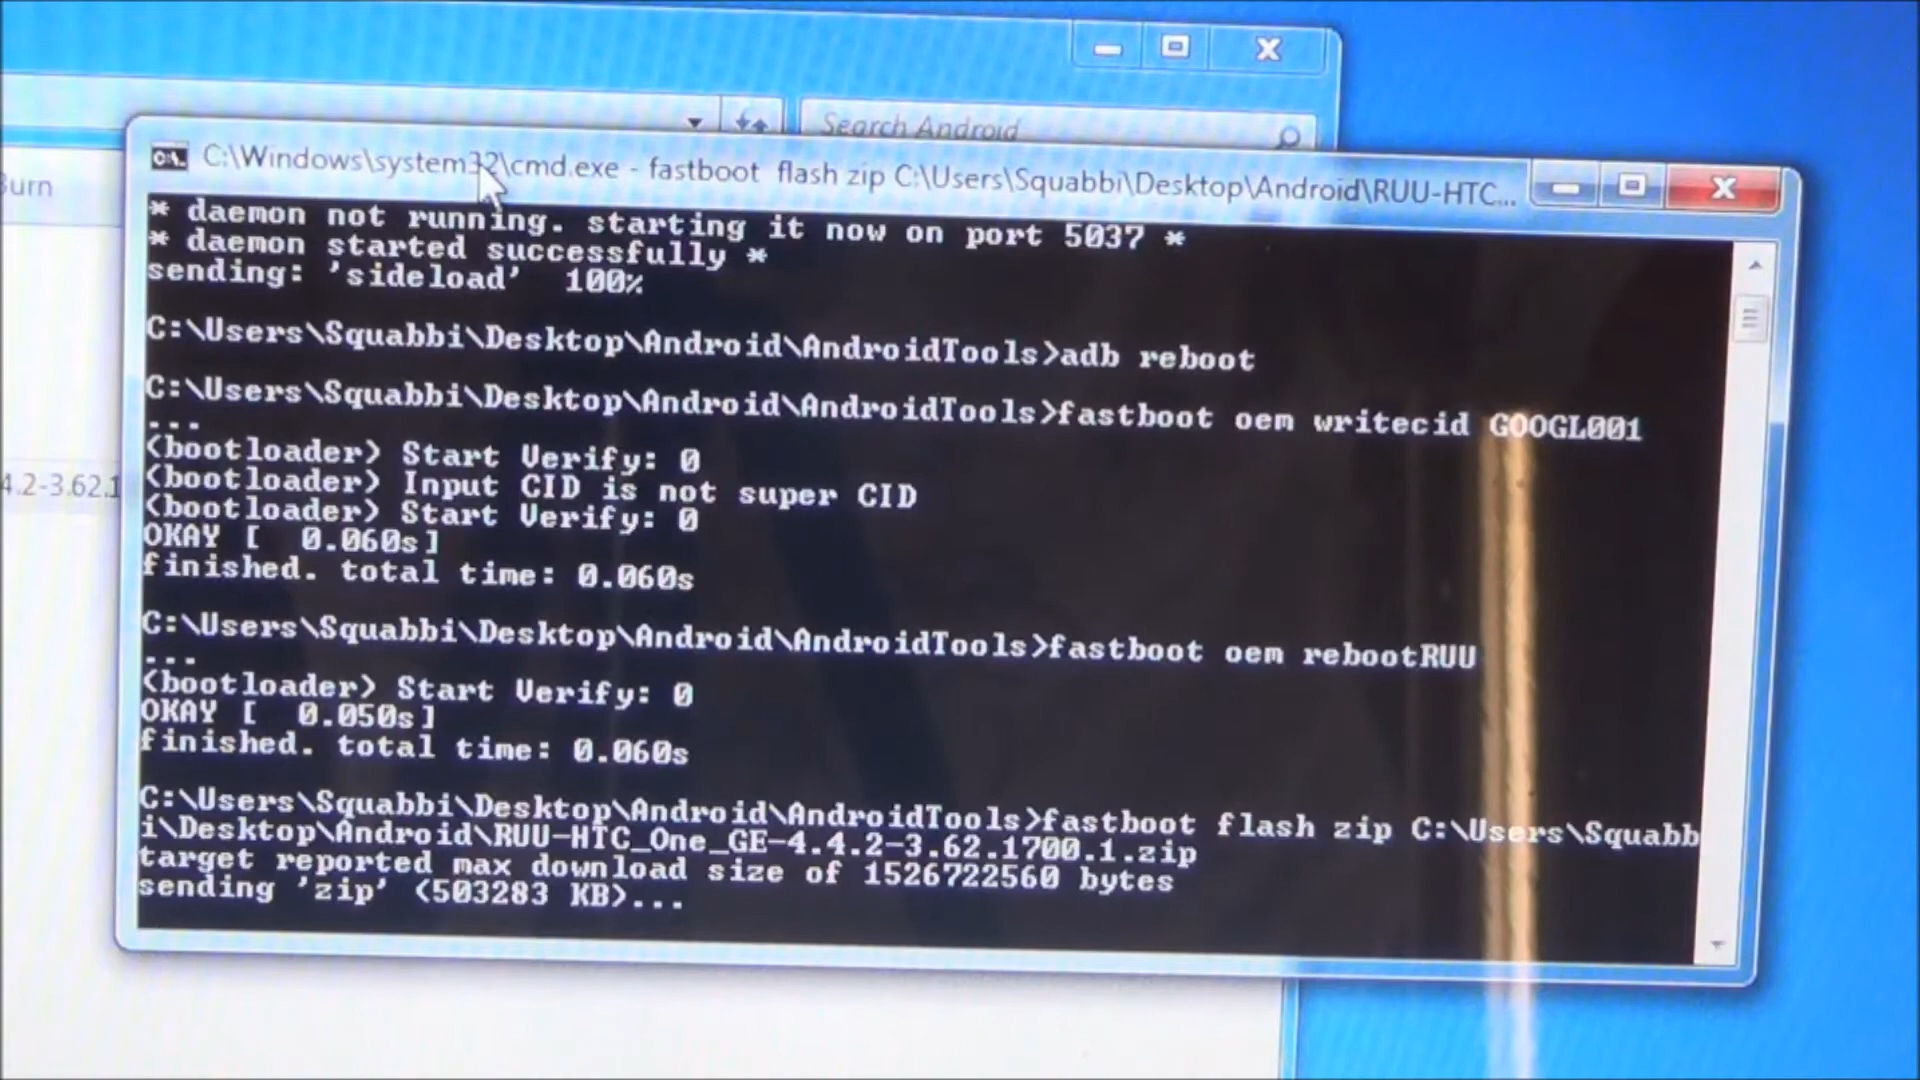 Search Android
Burn
4.2-3.62.1
C:\Windows\system32\cmd.exe - fastboot flash zip C:\Users\Squabbi\Desktop\Android\RUU-HTC...
* daemon not running. starting it now on port 5037 *
* daemon started successfully *
sending: 'sideload' 100%
C:\Users\Squabbi\Desktop\Android\AndroidTools>adb reboot
C:\Users\Squabbi\Desktop\Android\AndroidTools>fastboot oem writecid GOOGL001
...
(bootloader) Start Verify: 0
(bootloader) Input CID is not super CID
(bootloader) Start Verify: 0
OKAY [ 0.060s]
finished. total time: 0.060s
C:\Users\Squabbi\Desktop\Android\AndroidTools>fastboot oem rebootRUU
...
(bootloader) Start Verify: 0
OKAY [ 0.050s]
finished. total time: 0.060s
C:\Users\Squabbi\Desktop\Android\AndroidTools>fastboot flash zip C:\Users\Squabb
i\Desktop\Android\RUU-HTC_One_GE-4.4.2-3.62.1700.1.zip
target reported max download size of 1526722560 bytes
sending 'zip' (503283 KB)...